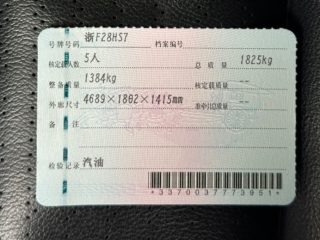 号牌号码 浙F28HS7 档案编号
核定载人数 5人 总质量 1825kg
整备质量 1384kg 核定载质量 --
外廓尺寸 4689×1802×1415mm 准牵引总质量 --
备注
检验记录 汽油
*3370037773951*